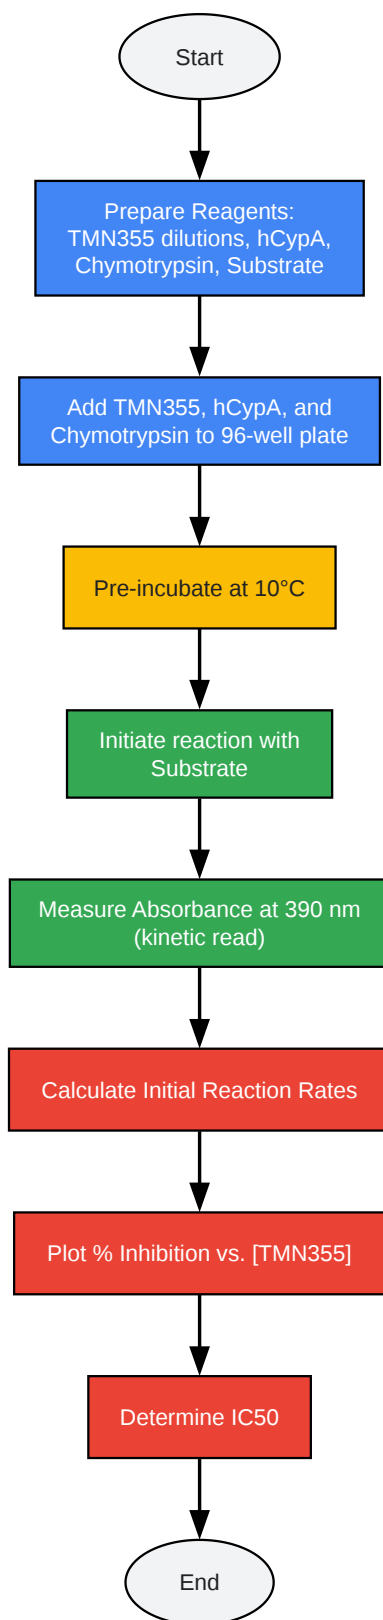 Start
Prepare Reagents:
TMN355 dilutions, hCypA,
Chymotrypsin, Substrate
Add TMN355, hCypA, and
Chymotrypsin to 96-well plate
Pre-incubate at 10°C
Initiate reaction with
Substrate
Measure Absorbance at 390 nm
(kinetic read)
Calculate Initial Reaction Rates
Plot % Inhibition vs. [TMN355]
Determine IC50
End